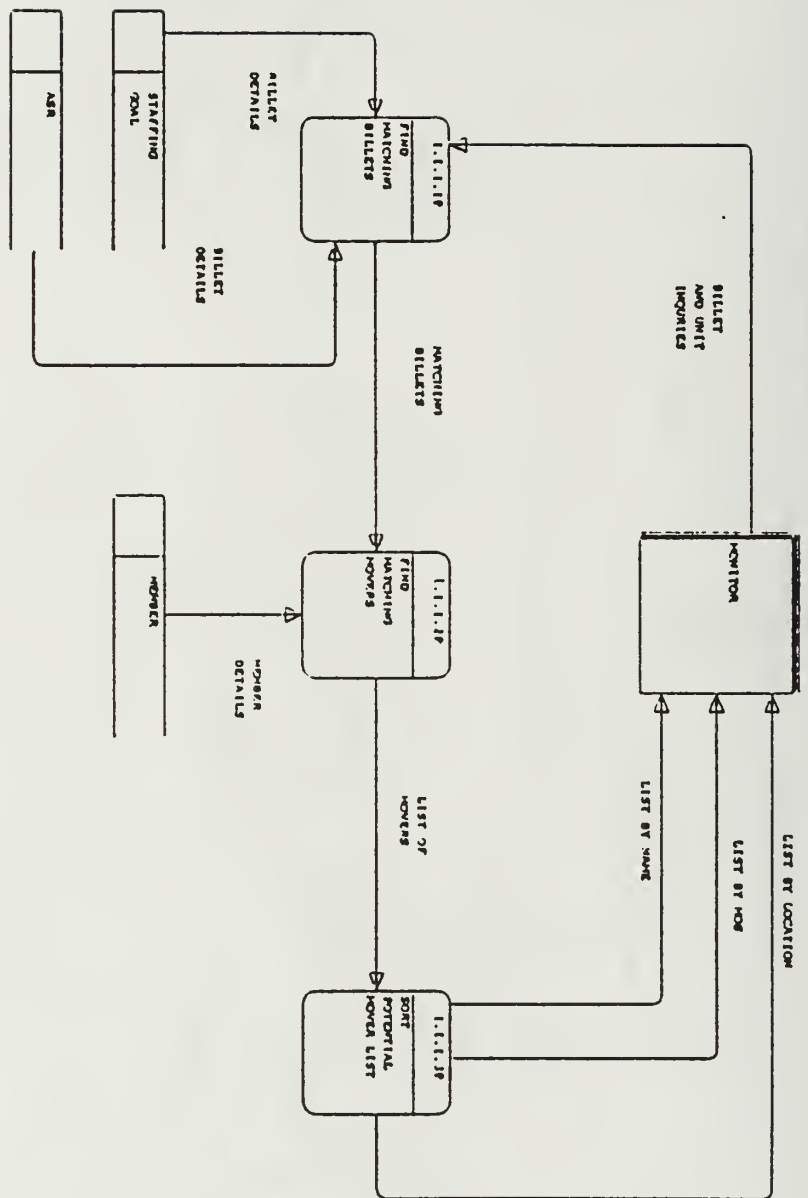 MONITOR
BILLET
AND UNIT
INQURIES
LIST BY LOCATION
LIST BY MOS
LIST BY NAME
1.1.1.1P
FIND
MATCHING
BILLETS
MATCHING
BILLETS
1.1.1.2P
FIND
MATCHING
MOVERS
LIST OF
MOVERS
1.1.1.3P
SORT
POTENTIAL
MOVER LIST
BILLET
DETAILS
BILLET
DETAILS
MEMBER
DETAILS
STAFFING
GOAL
MEMBER
ASR